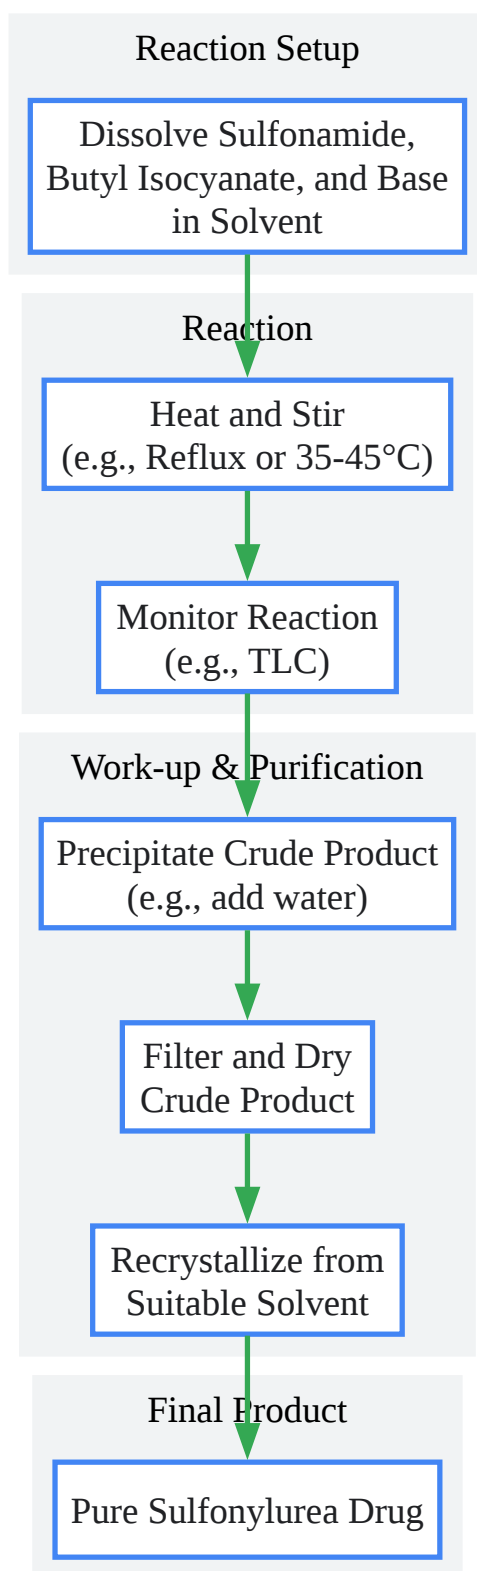 Reaction Setup
Dissolve Sulfonamide,
Butyl Isocyanate, and Base
in Solvent
Reaction
Heat and Stir
(e.g., Reflux or 35-45°C)
Monitor Reaction
(e.g., TLC)
Work-up & Purification
Precipitate Crude Product
(e.g., add water)
Filter and Dry
Crude Product
Recrystallize from
Suitable Solvent
Final Product
Pure Sulfonylurea Drug